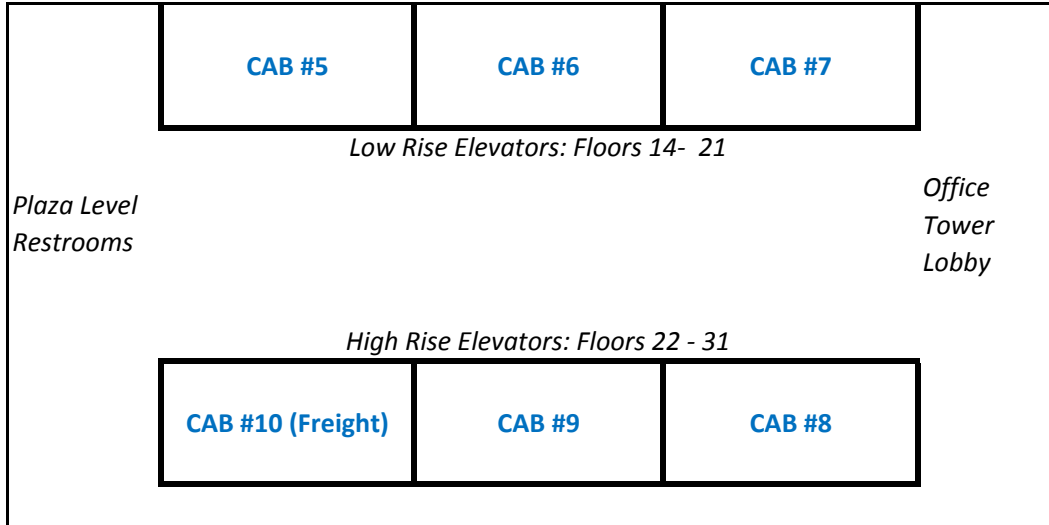 CAB #5
CAB #6
CAB #7
Low Rise Elevators: Floors 14- 21
Plaza Level
Restrooms
Office
Tower
Lobby
High Rise Elevators: Floors 22 - 31
CAB #10 (Freight)
CAB #9
CAB #8